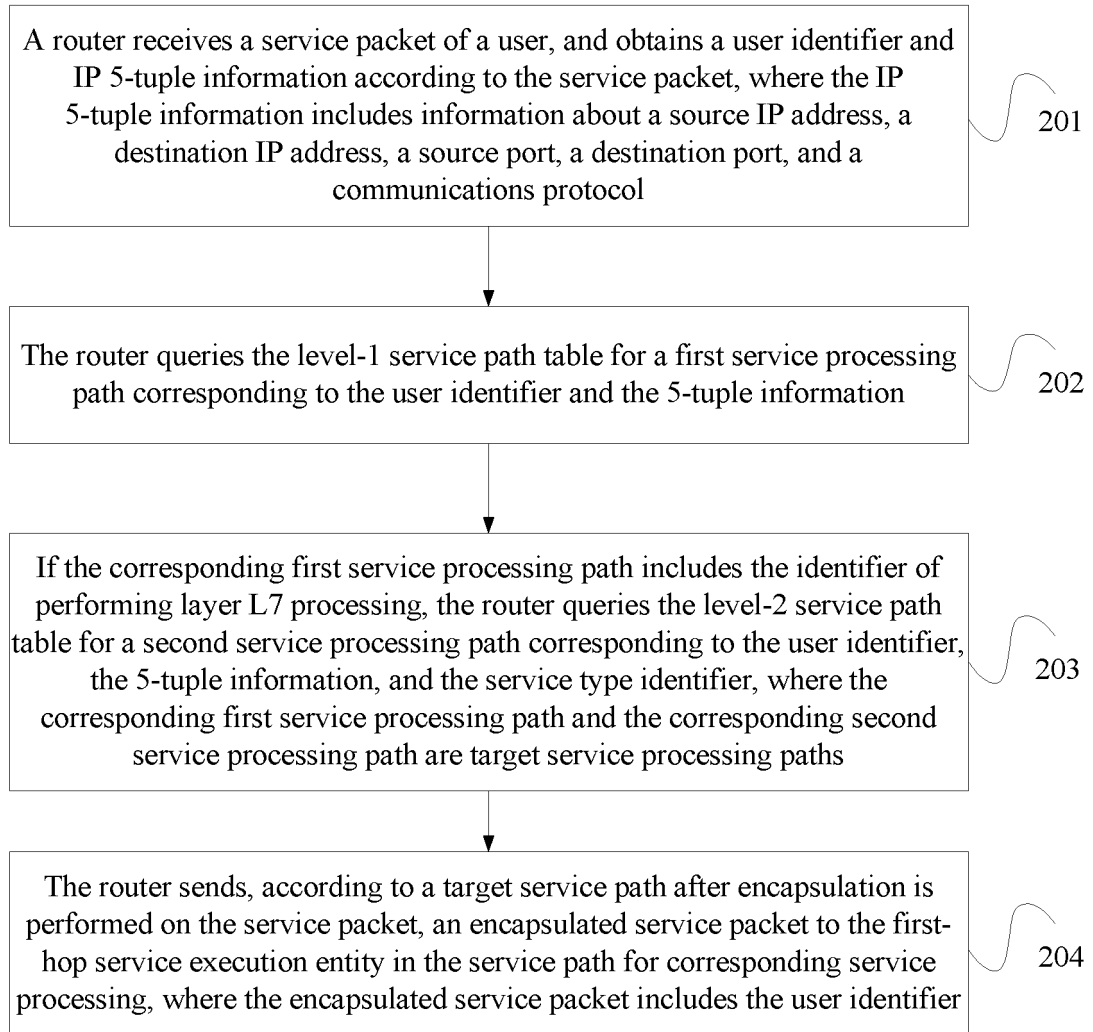 A router receives a service packet of a user, and obtains a user identifier and
IP 5-tuple information according to the service packet, where the IP
5-tuple information includes information about a source IP address, a
destination IP address, a source port, a destination port, and a
communications protocol
201
The router queries the level-1 service path table for a first service processing
path corresponding to the user identifier and the 5-tuple information
202
If the corresponding first service processing path includes the identifier of
performing layer L7 processing, the router queries the level-2 service path
table for a second service processing path corresponding to the user identifier,
the 5-tuple information, and the service type identifier, where the
corresponding first service processing path and the corresponding second
service processing path are target service processing paths
203
The router sends, according to a target service path after encapsulation is
performed on the service packet, an encapsulated service packet to the first-
hop service execution entity in the service path for corresponding service
processing, where the encapsulated service packet includes the user identifier
204